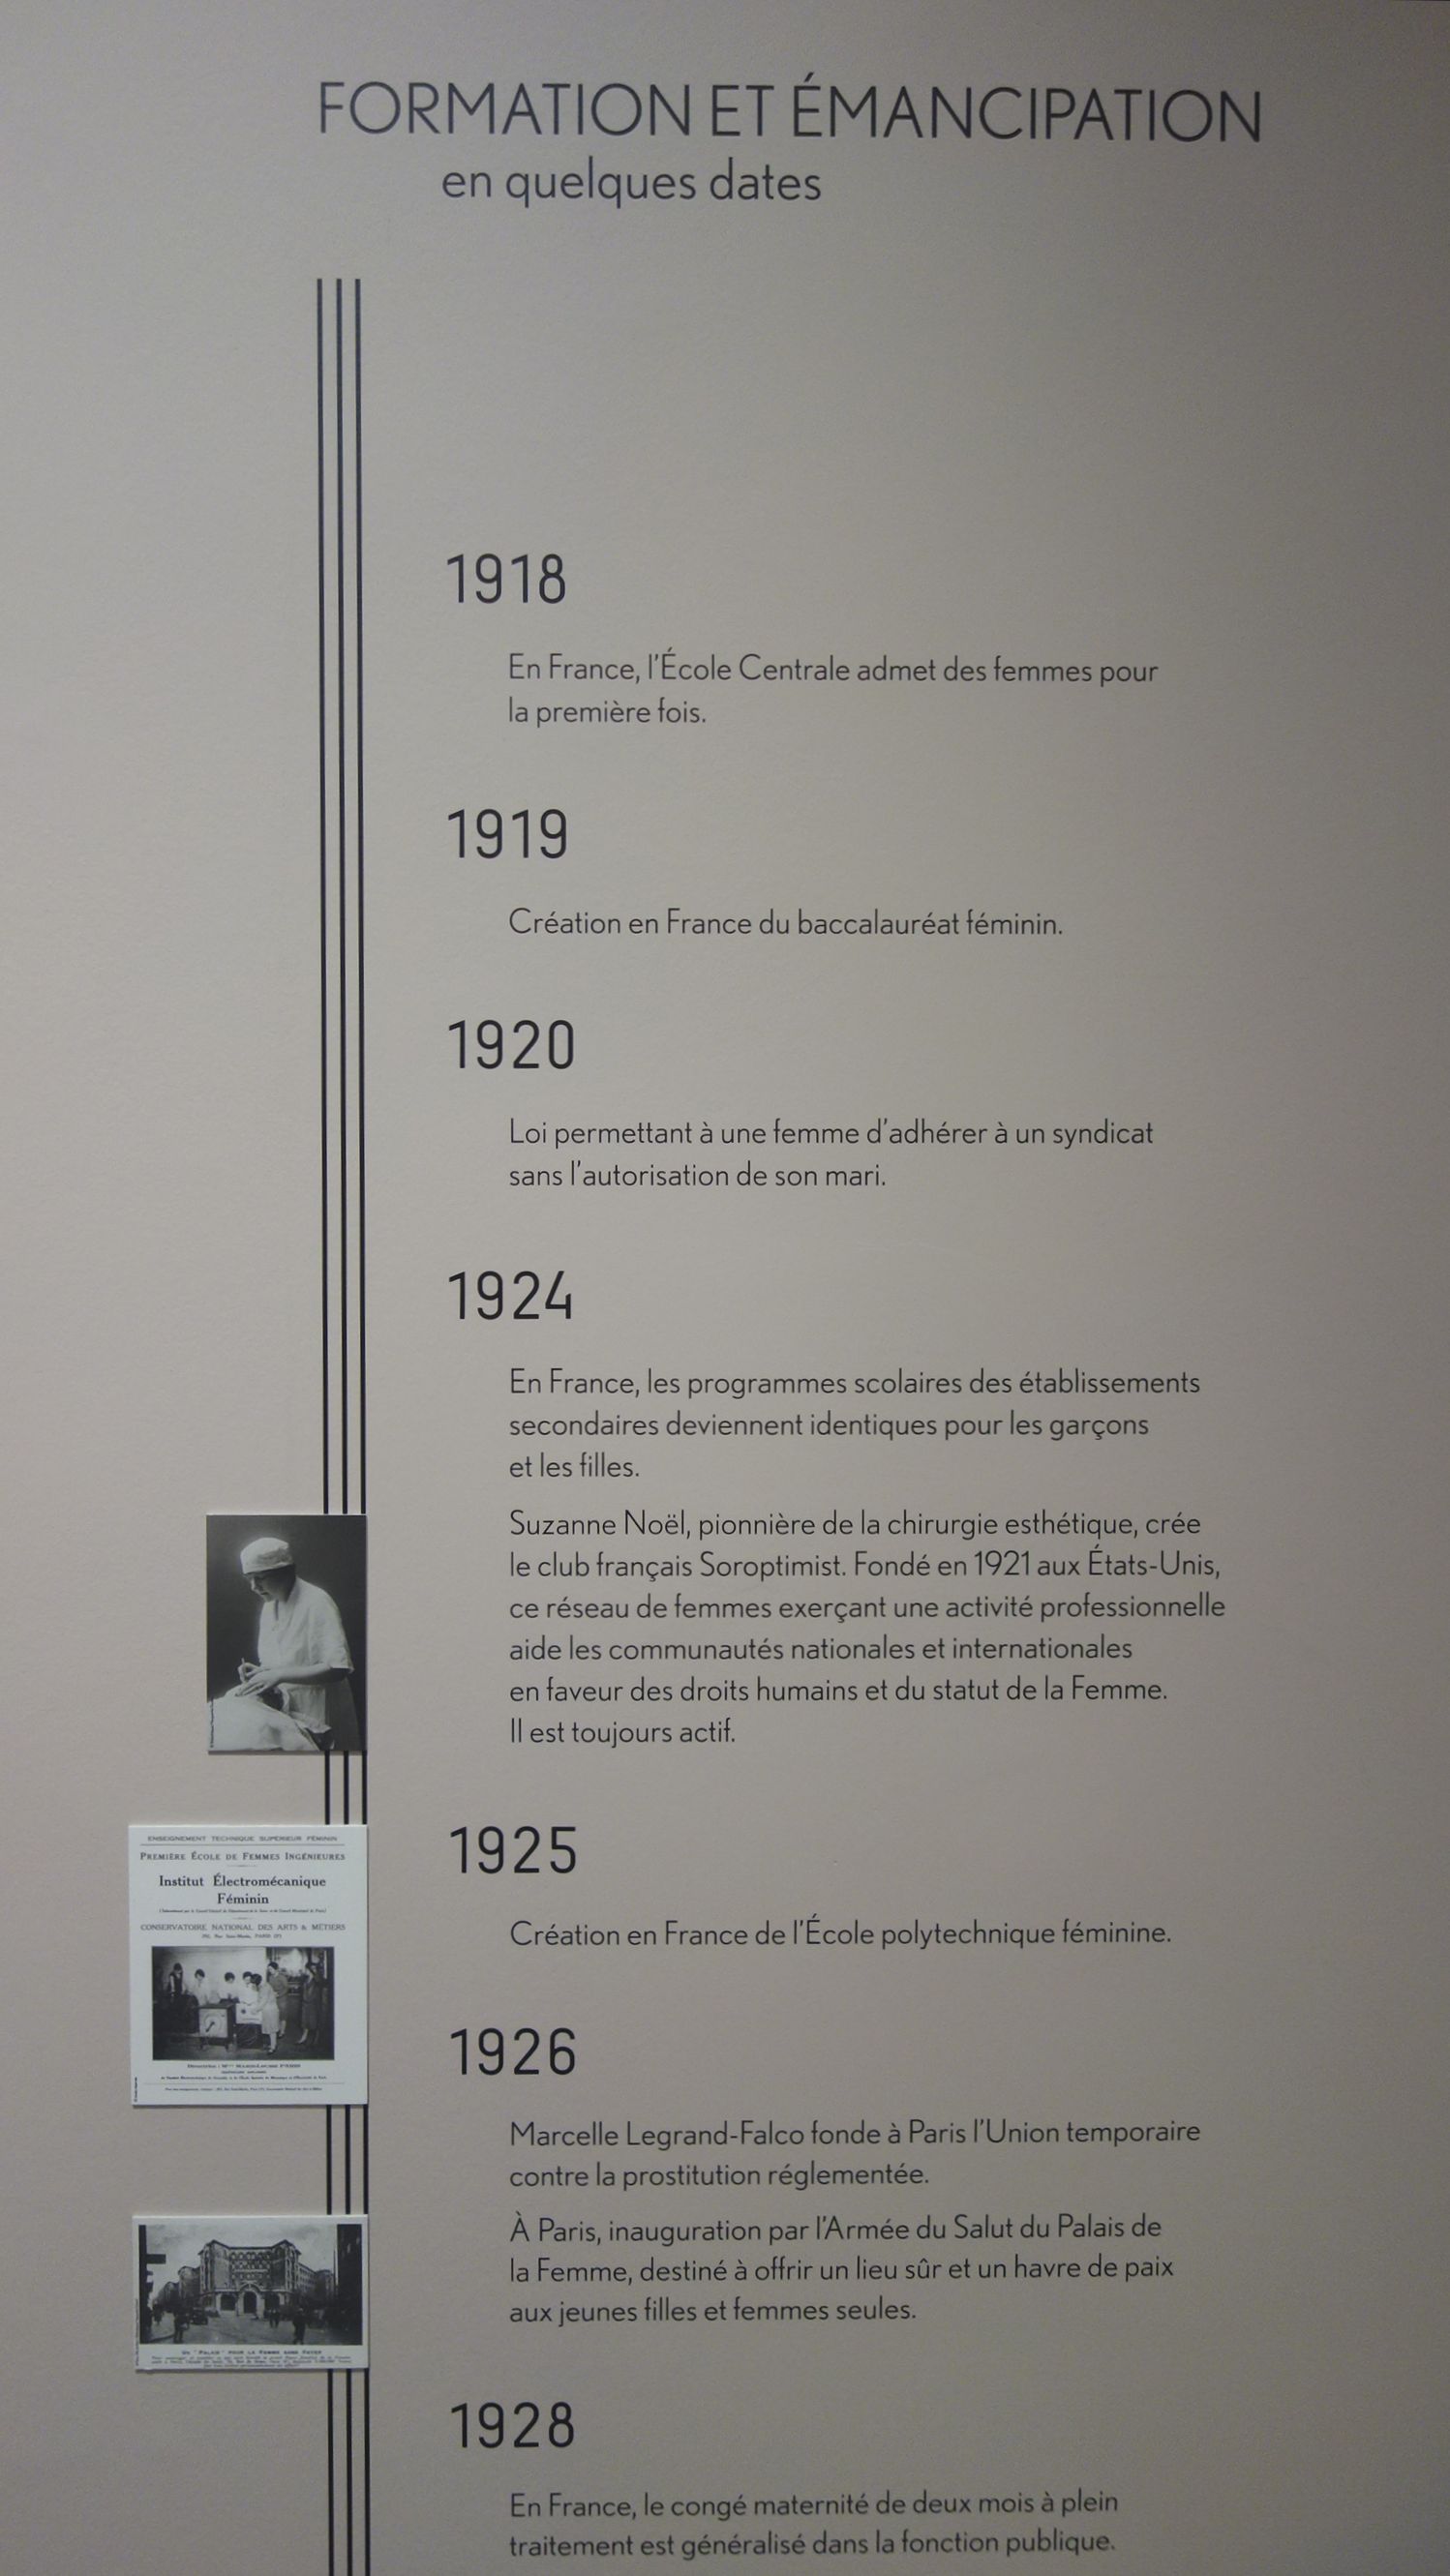 FORMATION ET ÉMANCIPATION
en quelques dates
1918
En France, l'École Centrale admet des femmes pour
la première fois.
1919
Création en France du baccalauréat féminin.
1920
Loi permettant à une femme d'adhérer à un syndicat
sans l'autorisation de son mari.
1924
En France, les programmes scolaires des établissements
secondaires deviennent identiques pour les garçons
et les filles.
Suzanne Noël, pionnière de la chirurgie esthétique, crée
le club français Soroptimist. Fondé en 1921 aux États-Unis,
ce réseau de femmes exerçant une activité professionnelle
aide les communautés nationales et internationales
en faveur des droits humains et du statut de la Femme.
Il est toujours actif.
ENSEIGNEMENT TECHNIQUE SUPÉRIEUR FÉMININ
PREMIÈRE ÉCOLE DE FEMMES INGÉNIEURES
Institut Électromécanique
Féminin
CONSERVATOIRE NATIONAL DES ARTS & MÉTIERS
1925
Création en France de l'École polytechnique féminine.
1926
Marcelle Legrand-Falco fonde à Paris l'Union temporaire
contre la prostitution réglementée.
À Paris, inauguration par l'Armée du Salut du Palais de
la Femme, destiné à offrir un lieu sûr et un havre de paix
aux jeunes filles et femmes seules.
UN "PALAIS" POUR LA FEMME SANS FOYER
1928
En France, le congé maternité de deux mois à plein
traitement est généralisé dans la fonction publique.